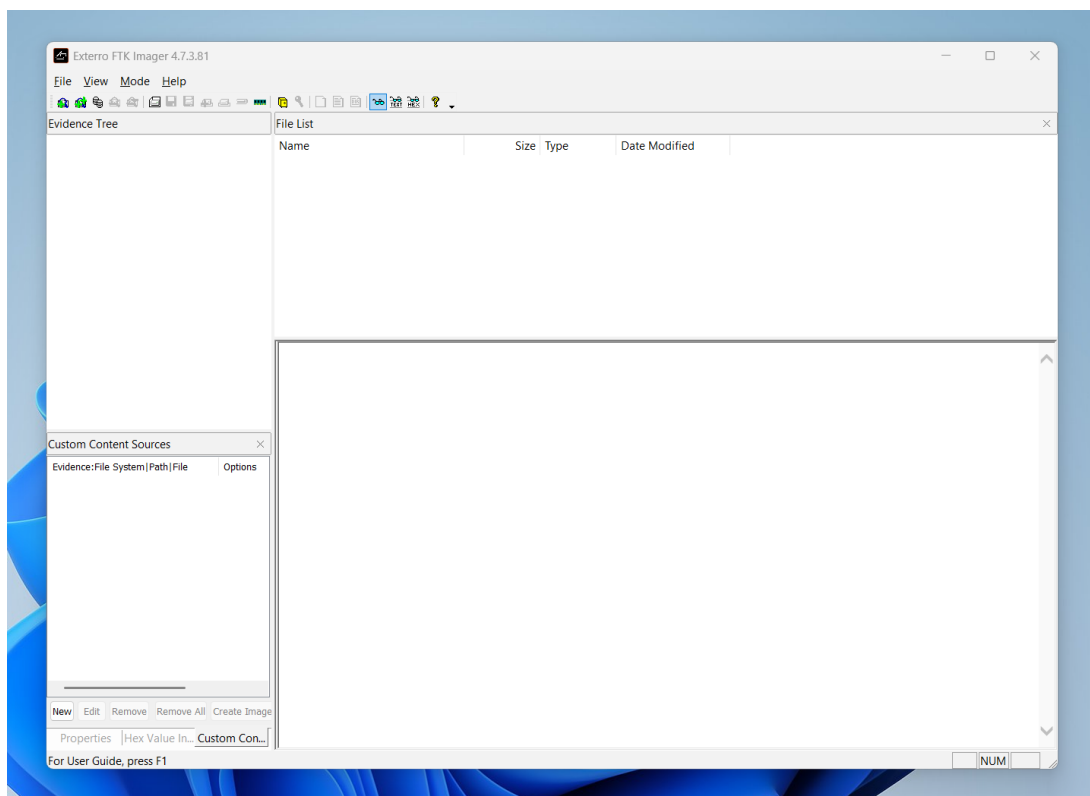 Exterro FTK Imager 4.7.3.81
File View Mode Help
TEXT HEX ?
Evidence Tree
File List
Name Size Type Date Modified
Custom Content Sources
Evidence:File System|Path|File Options
New Edit Remove Remove All Create Image
Properties Hex Value In... Custom Con...
For User Guide, press F1
NUM